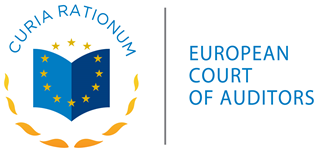 CURIA RATIONUM
EUROPEAN
COURT
OF AUDITORS